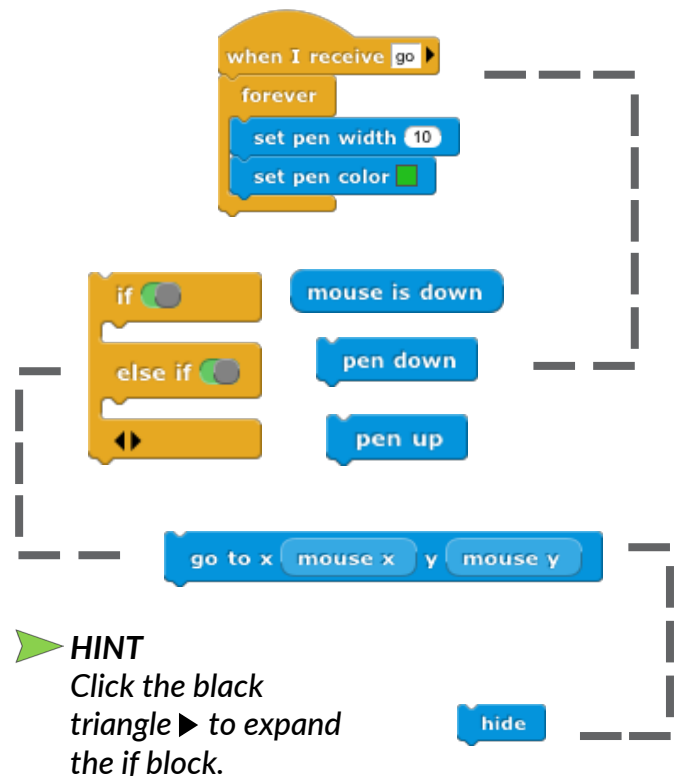 when I receive go
forever
set pen width 10
set pen color
if
mouse is down
pen down
else if
pen up
go to x mouse x y mouse y
HINT
Click the black
triangle ▶ to expand
the if block.
hide